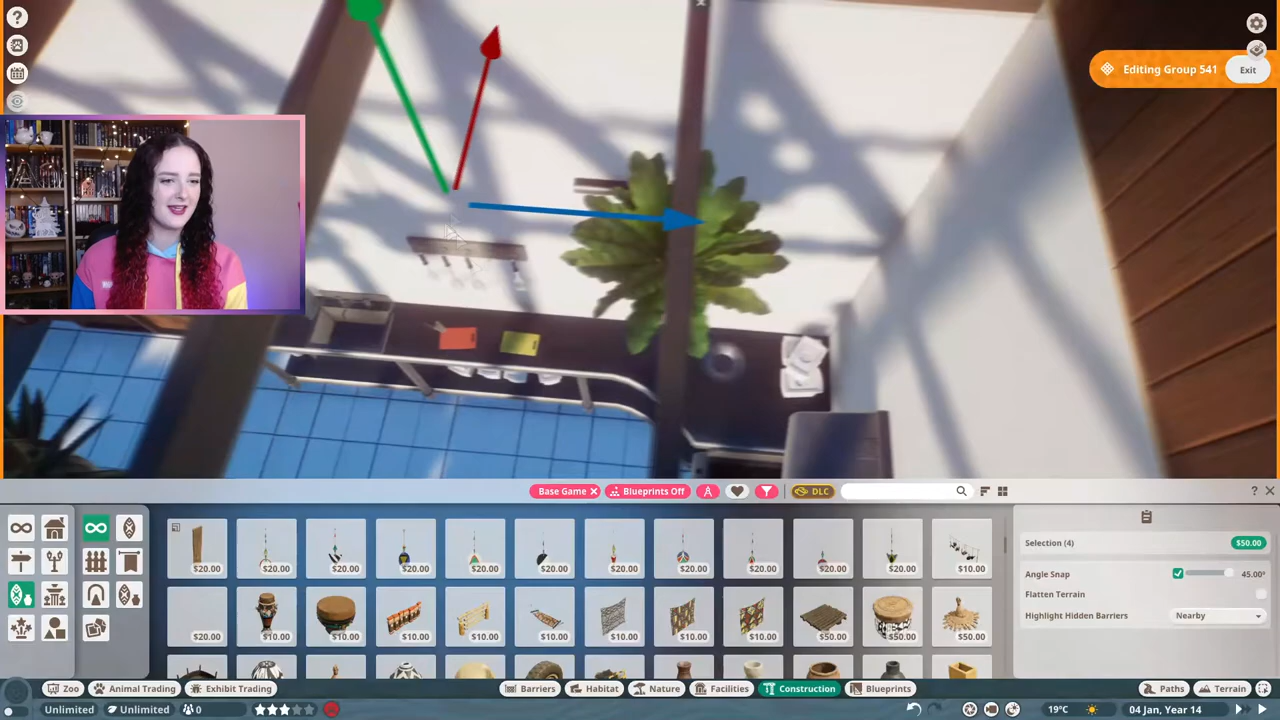 Editing Group 541
Exit
Base Game
Blueprints Off
DLC
$20.00
$20.00
$20.00
$20.00
$20.00
$20.00
$20.00
$20.00
$20.00
$20.00
$20.00
$10.00
$20.00
$10.00
$10.00
$10.00
$10.00
$10.00
$10.00
$10.00
$10.00
$50.00
$50.00
$50.00
Selection (4)
$50.00
Angle Snap
45.00°
Flatten Terrain
Highlight Hidden Barriers
Nearby
Zoo
Animal Trading
Exhibit Trading
Barriers
Habitat
Nature
Facilities
Construction
Blueprints
Paths
Terrain
Unlimited
Unlimited
0
19°C
04 Jan, Year 14